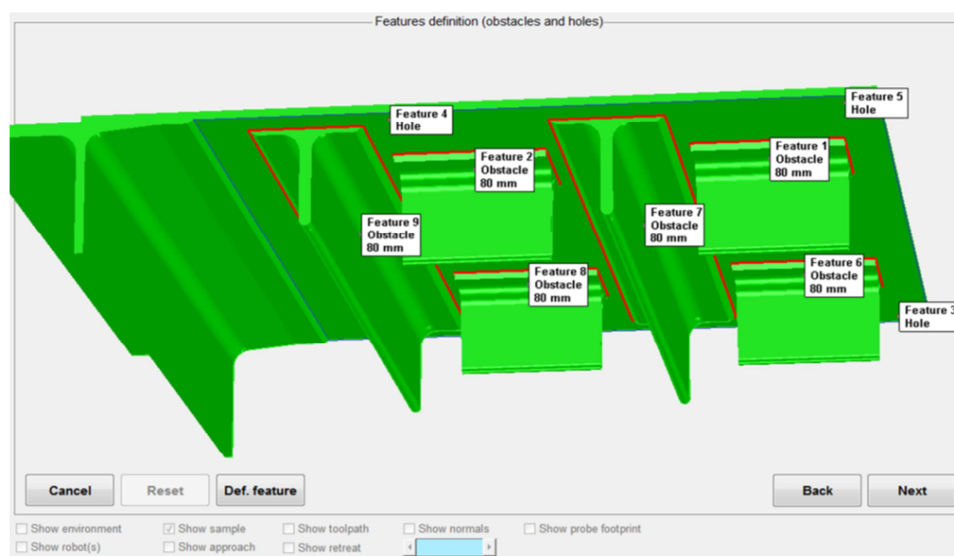 Features definition (obstacles and holes)
Feature 4
Hole
Feature 5
Hole
Feature 2
Obstacle
80 mm
Feature 1
Obstacle
80 mm
Feature 9
Obstacle
80 mm
Feature 7
Obstacle
80 mm
Feature 8
Obstacle
80 mm
Feature 6
Obstacle
80 mm
Feature 3
Hole
Cancel
Reset
Def. feature
Back
Next
Show environment
Show sample
Show toolpath
Show normals
Show probe footprint
Show robot(s)
Show approach
Show retreat